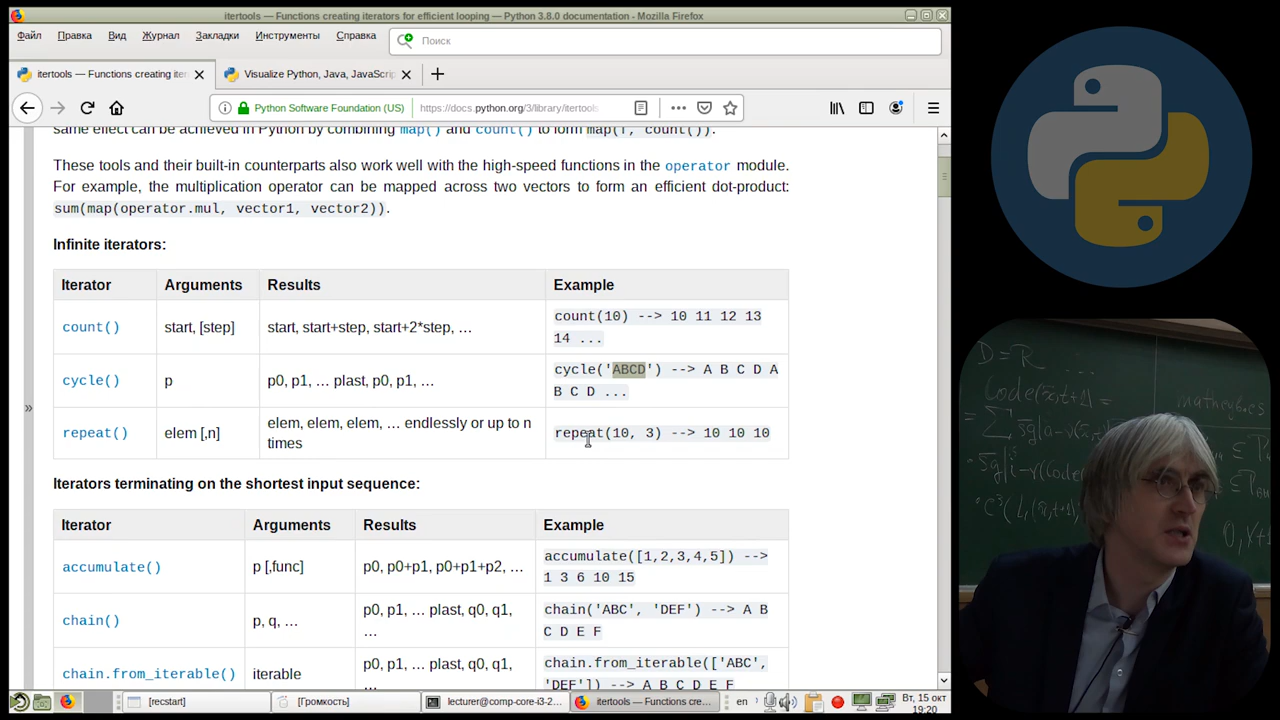 itertools — Functions creating iterators for efficient looping — Python 3.8.0 documentation - Mozilla Firefox
Файл Правка Вид Журнал Закладки Инструменты Справка Поиск
itertools — Functions creating iter Visualize Python, Java, JavaScri
Python Software Foundation (US) https://docs.python.org/3/library/itertools
same effect can be achieved in Python by combining map() and count() to form map(f, count()).
These tools and their built-in counterparts also work well with the high-speed functions in the operator module.
For example, the multiplication operator can be mapped across two vectors to form an efficient dot-product:
sum(map(operator.mul, vector1, vector2)).
Infinite iterators:
Iterator Arguments Results Example
count() start, [step] start, start+step, start+2*step, … count(10) --> 10 11 12 13
14 ...
cycle() p p0, p1, … plast, p0, p1, … cycle('ABCD') --> A B C D A
B C D ...
repeat() elem [,n] elem, elem, elem, … endlessly or up to n
times repeat(10, 3) --> 10 10 10
Iterators terminating on the shortest input sequence:
Iterator Arguments Results Example
accumulate() p [,func] p0, p0+p1, p0+p1+p2, … accumulate([1,2,3,4,5]) -->
1 3 6 10 15
chain() p, q, … p0, p1, … plast, q0, q1,
… chain('ABC', 'DEF') --> A B
C D E F
chain.from_iterable() iterable p0, p1, … plast, q0, q1,
… chain.from_iterable(['ABC',
'DEF']) --> A B C D E F
[recstart] [Громкость] lecturer@comp-core-i3-2... itertools — Functions crea... en Вт, 15 окт
19:20